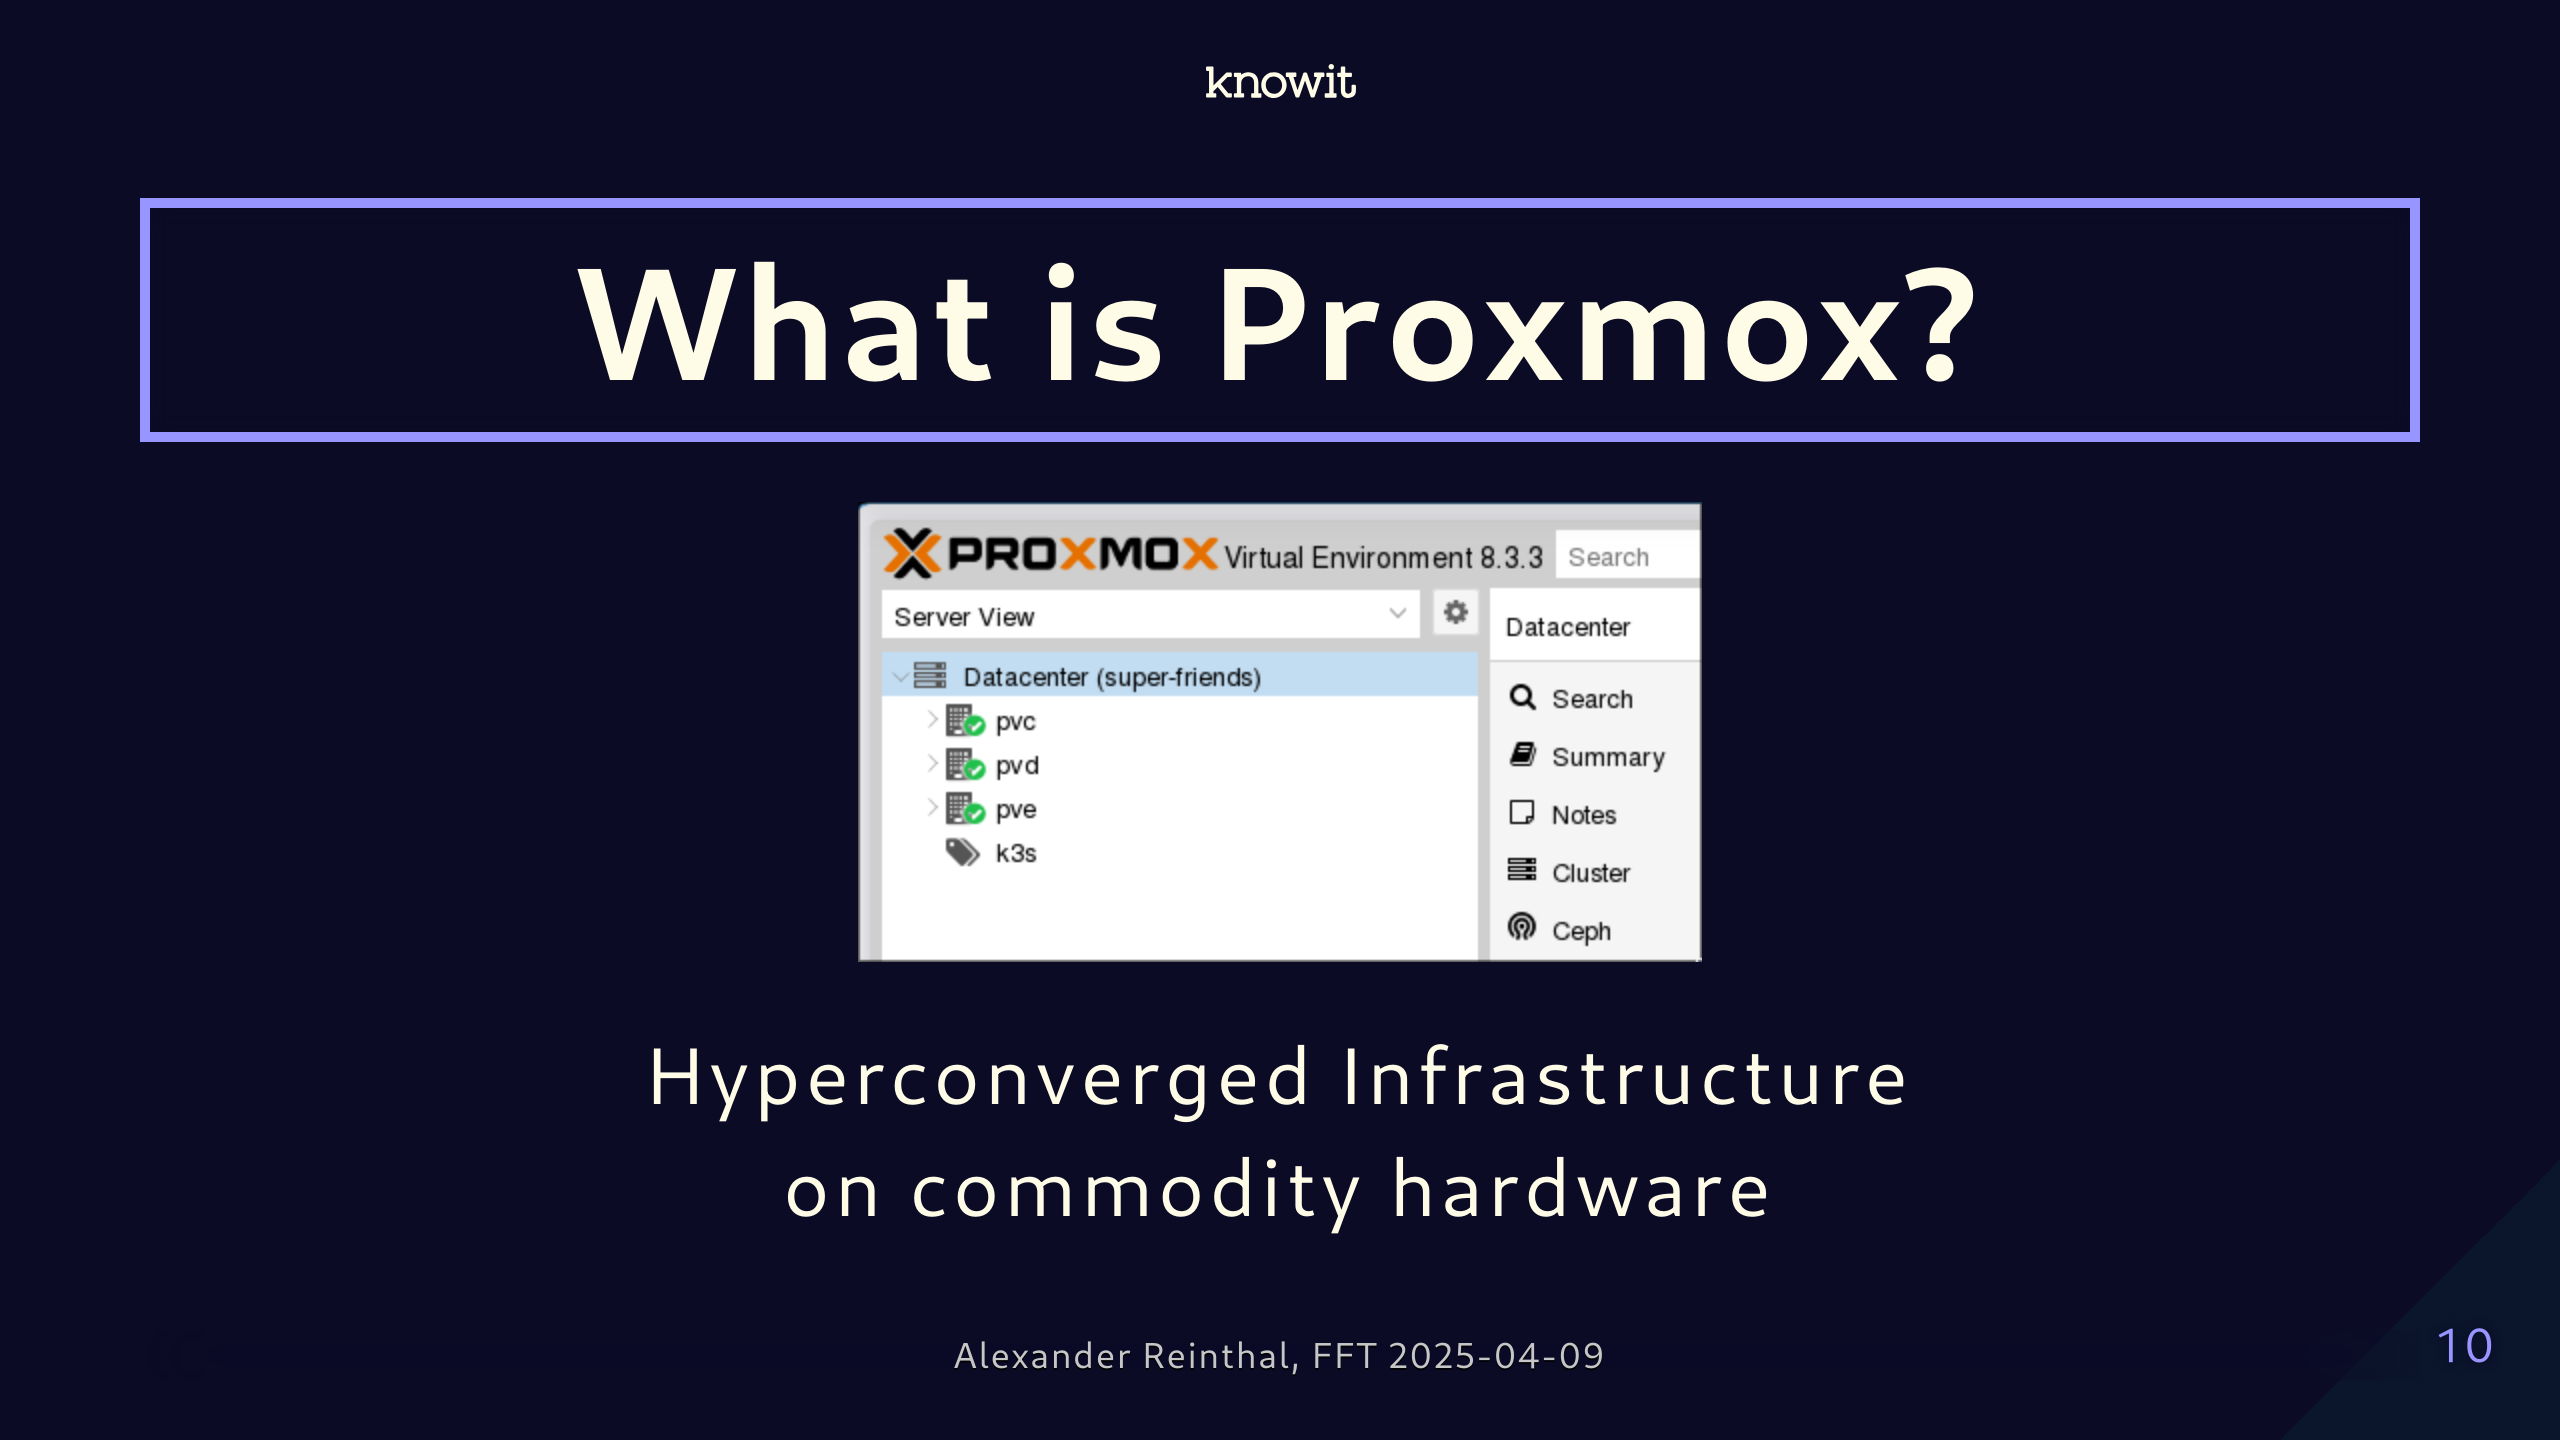 knowit
What is Proxmox?
PROXMOX Virtual Environment 8.3.3
Search
Server View
Datacenter
Datacenter (super-friends)
pvc
pvd
pve
k3s
Search
Summary
Notes
Cluster
Ceph
Hyperconverged Infrastructure
on commodity hardware
Alexander Reinthal, FFT 2025-04-09
10